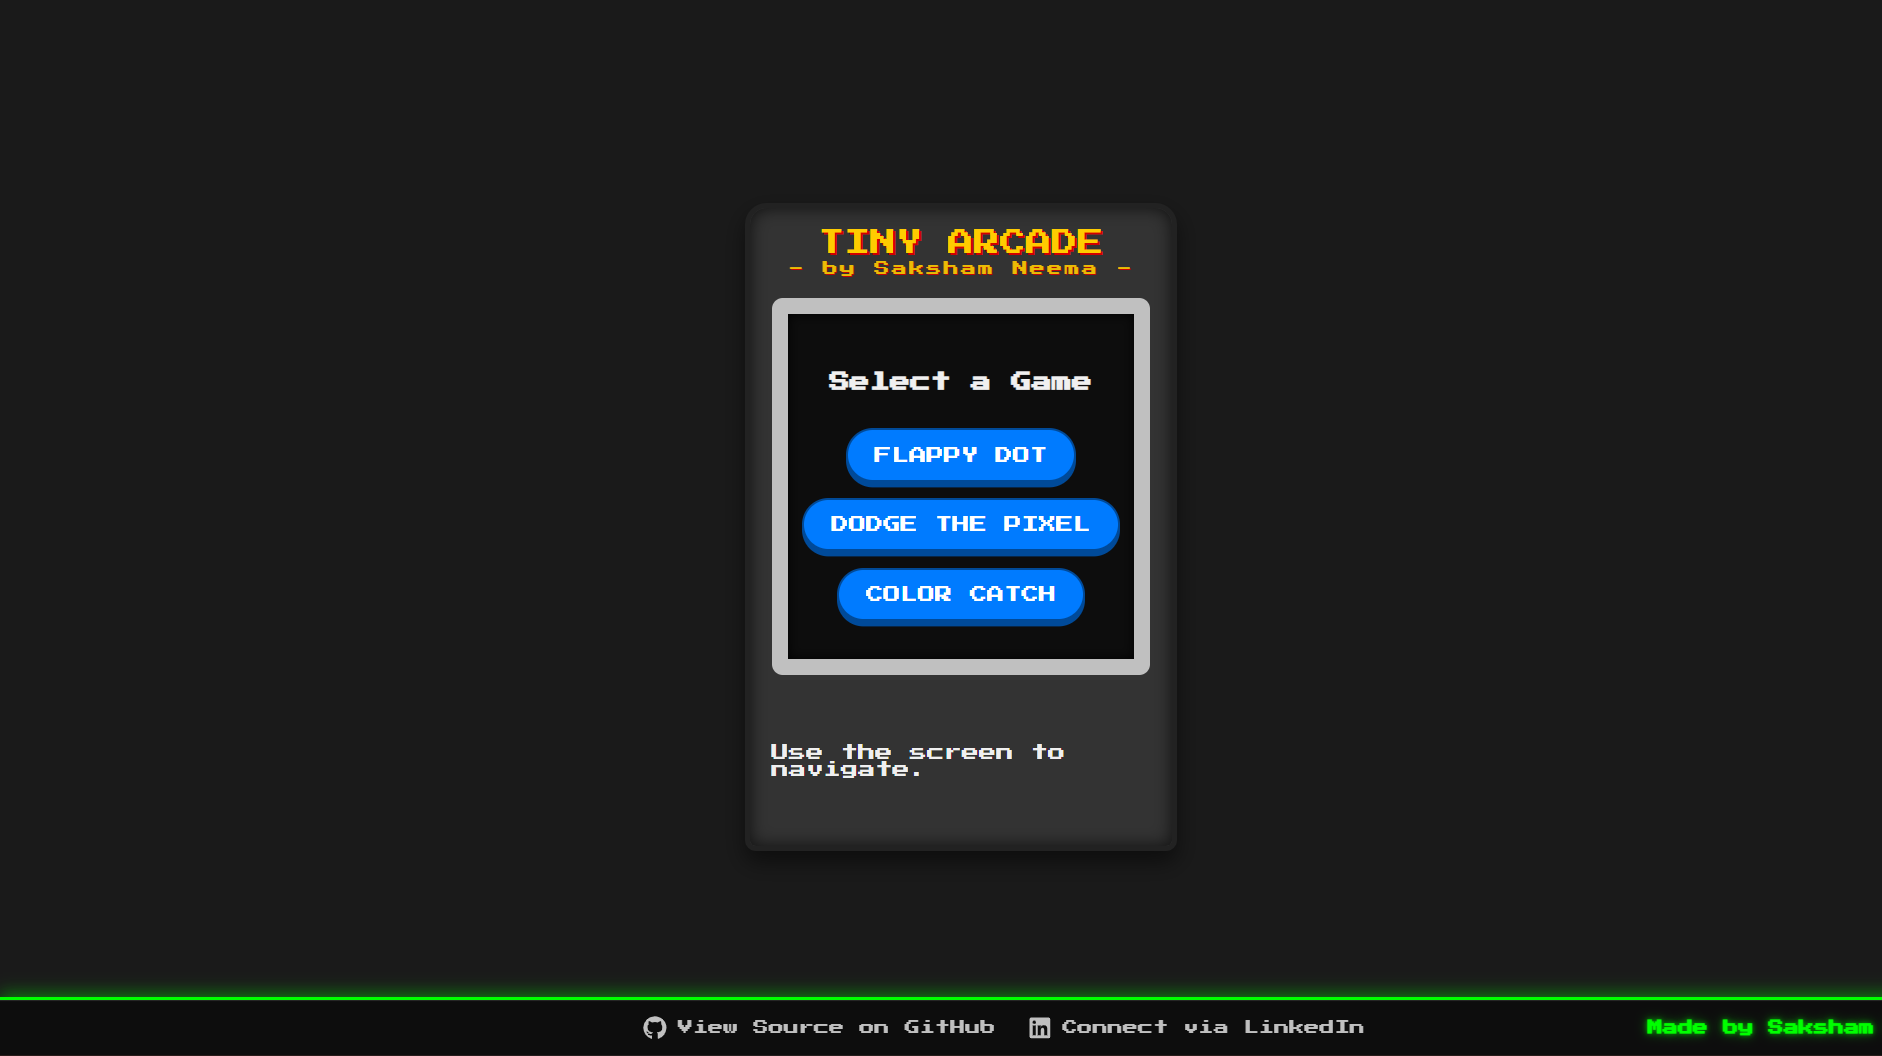 TINY ARCADE
- by Saksham Neema -
Select a Game
FLAPPY DOT
DODGE THE PIXEL
COLOR CATCH
Use the screen to
navigate.
View Source on GitHub
Connect via LinkedIn
Made by Saksham